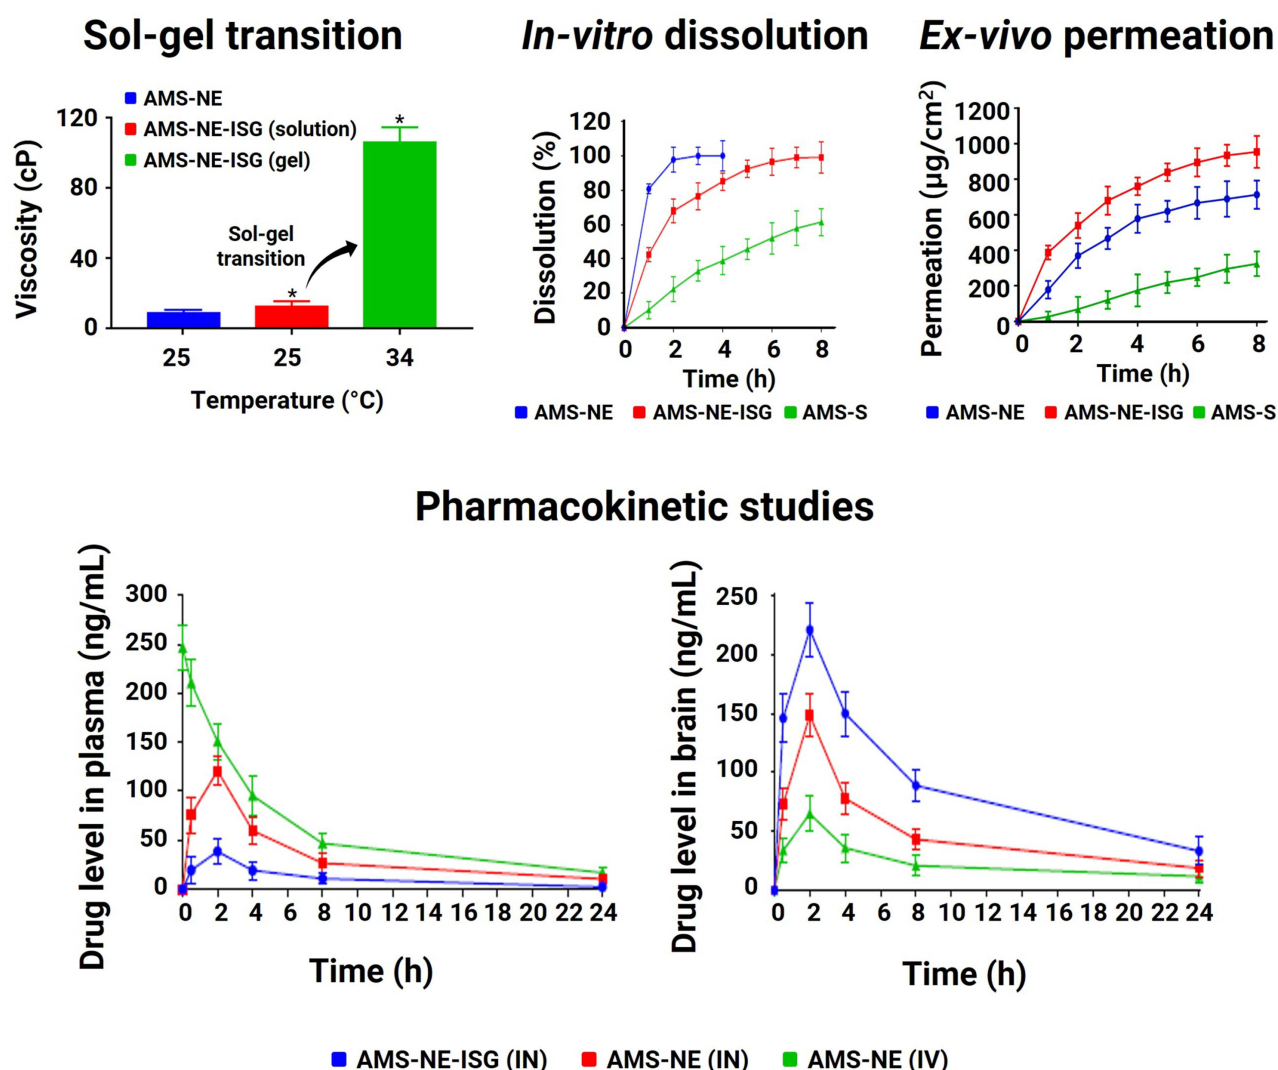 Sol-gel transition
AMS-NE
AMS-NE-ISG (solution)
AMS-NE-ISG (gel)
Viscosity (cP)
120
80
40
0
*
*
Sol-gel
transition
25
25
34
Temperature (°C)
In-vitro dissolution
Dissolution (%)
120
100
80
60
40
20
0
0 2 4 6 8
Time (h)
AMS-NE AMS-NE-ISG AMS-S
Ex-vivo permeation
Permeation (µg/cm²)
1200
1000
800
600
400
200
0
0 2 4 6 8
Time (h)
AMS-NE AMS-NE-ISG AMS-S
Pharmacokinetic studies
Drug level in plasma (ng/mL)
300
250
200
150
100
50
0
0 2 4 6 8 10 12 14 16 18 20 22 24
Time (h)
Drug level in brain (ng/mL)
250
200
150
100
50
0
0 2 4 6 8 10 12 14 16 18 20 22 24
Time (h)
AMS-NE-ISG (IN) AMS-NE (IN) AMS-NE (IV)